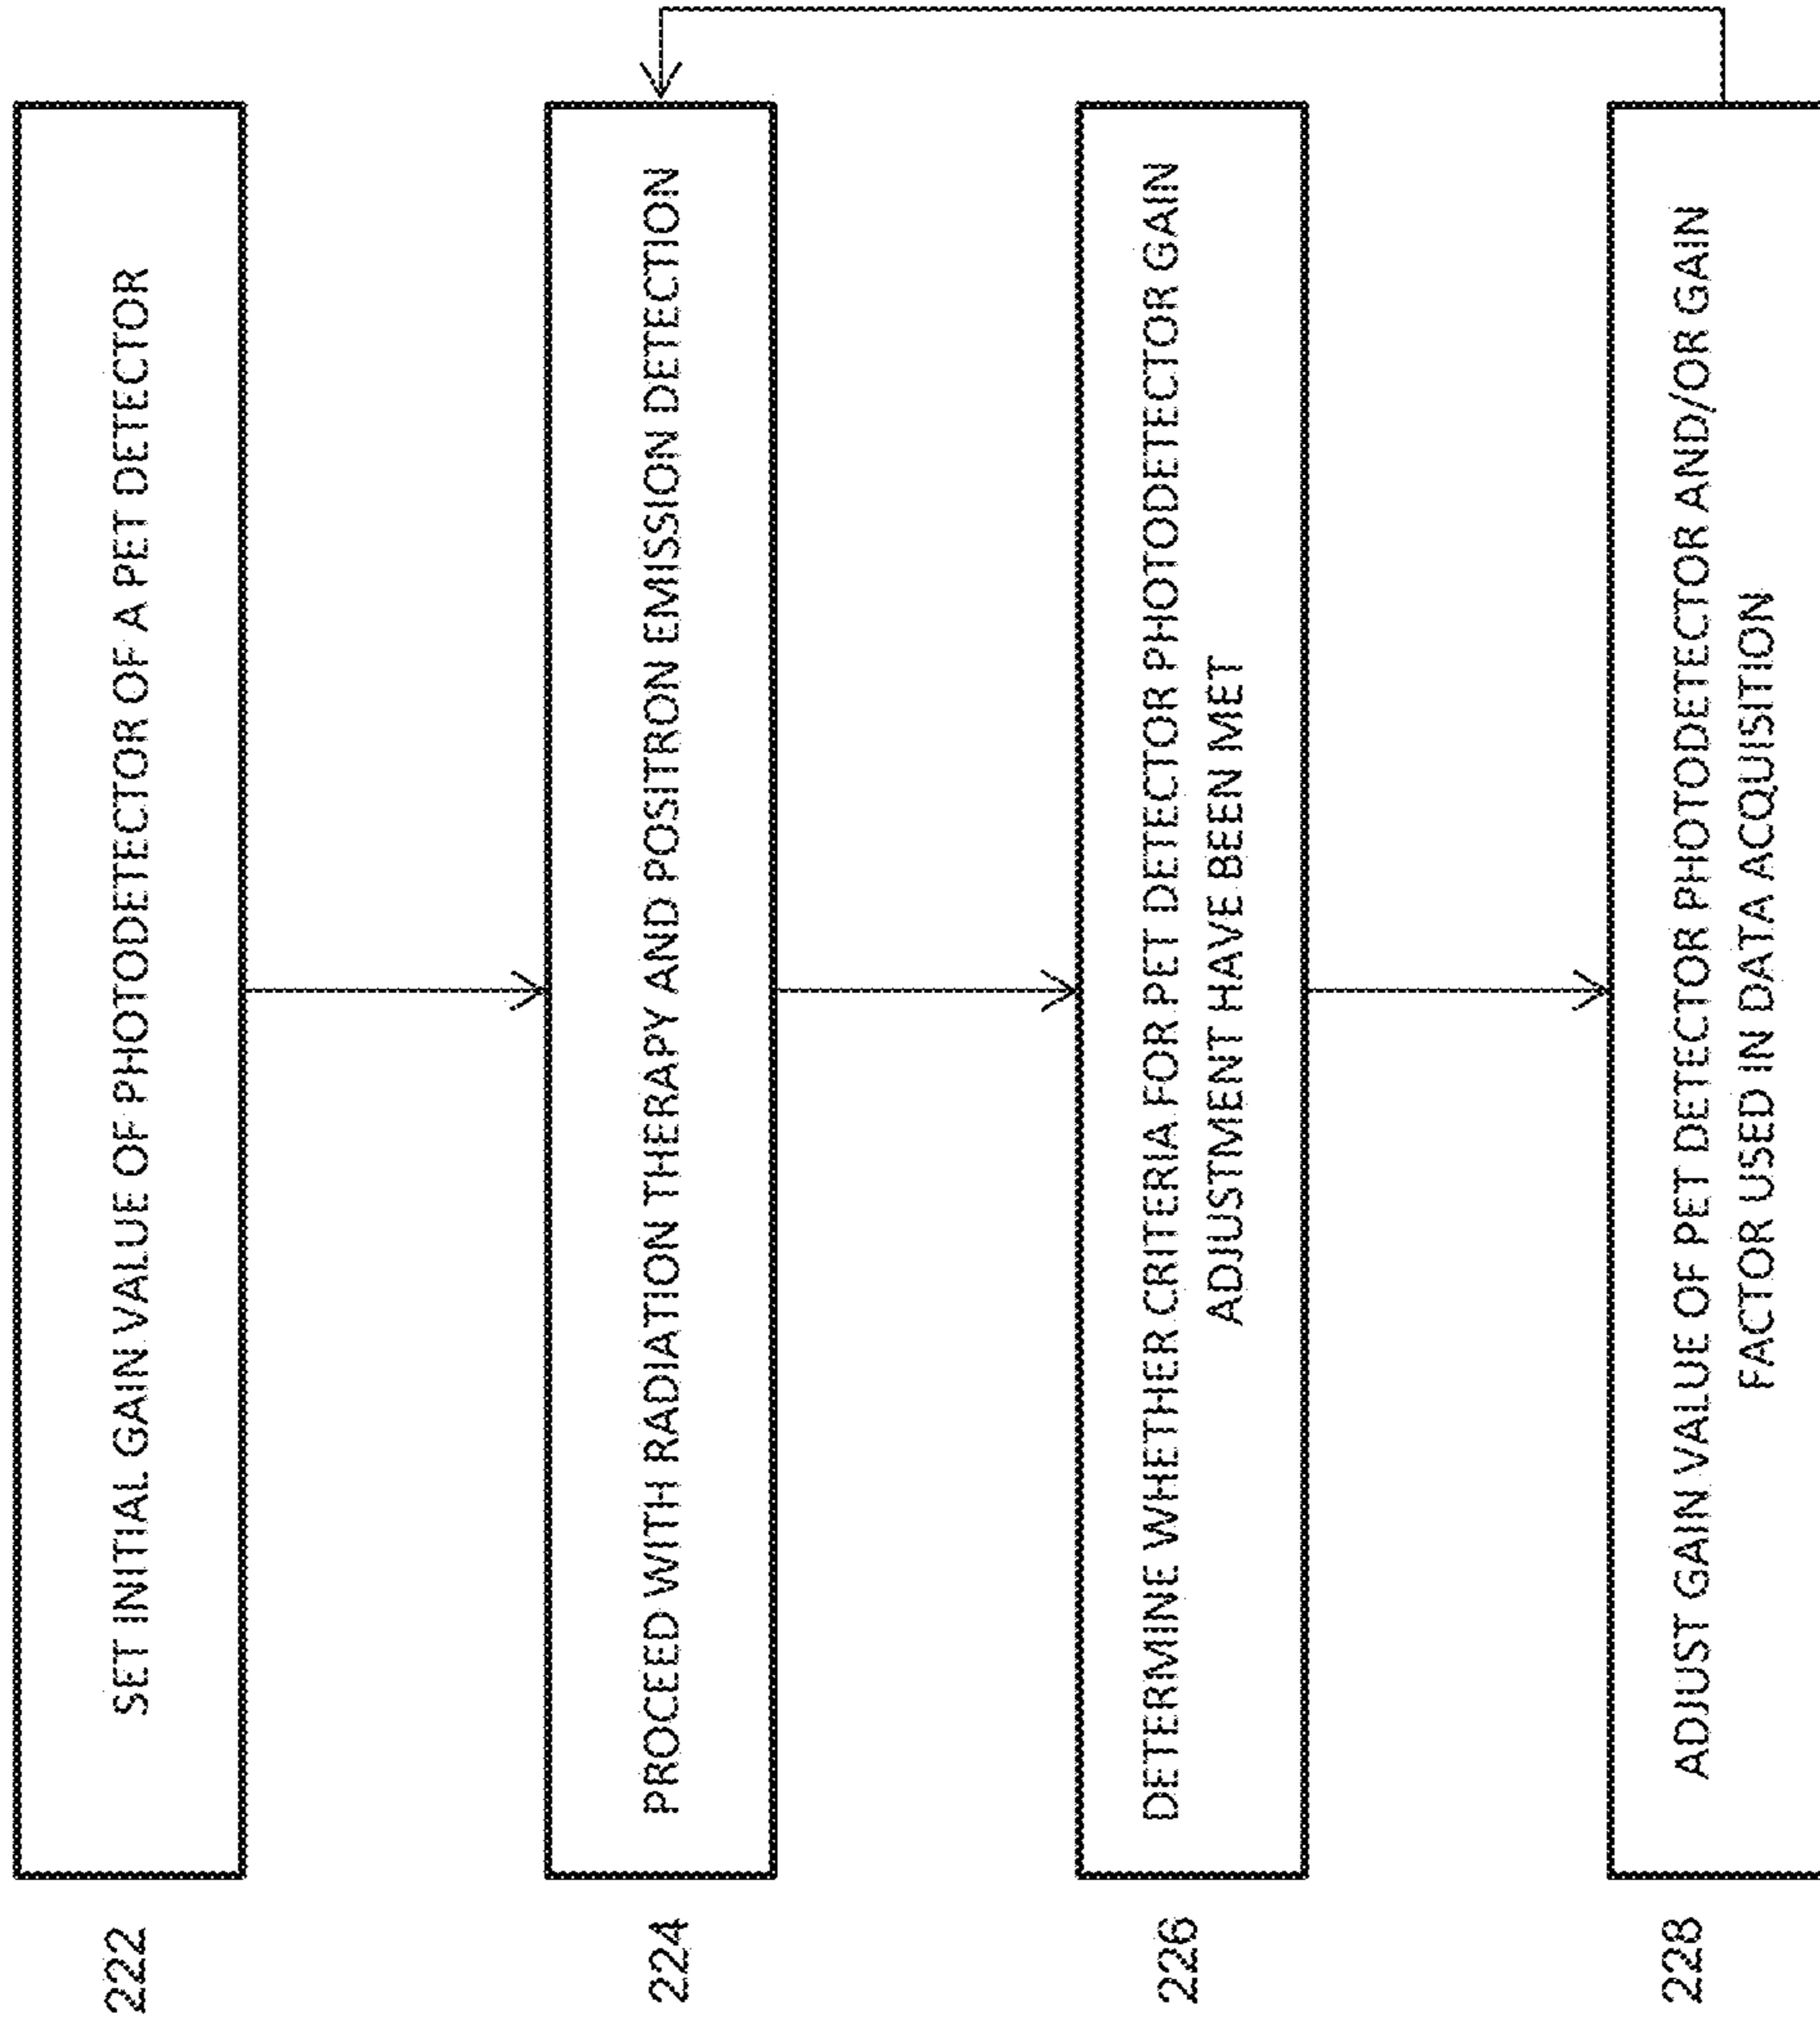 222
SET INITIAL GAIN VALUE OF PHOTODETECTOR OF A PET DETECTOR
224
PROCEED WITH RADIATION THERAPY AND POSITRON EMISSION DETECTION
226
DETERMINE WHETHER CRITERIA FOR PET DETECTOR PHOTODETECTOR GAIN
ADJUSTMENT HAVE BEEN MET
228
ADJUST GAIN VALUE OF PET DETECTOR PHOTODETECTOR AND/OR GAIN
FACTOR USED IN DATA ACQUISITION